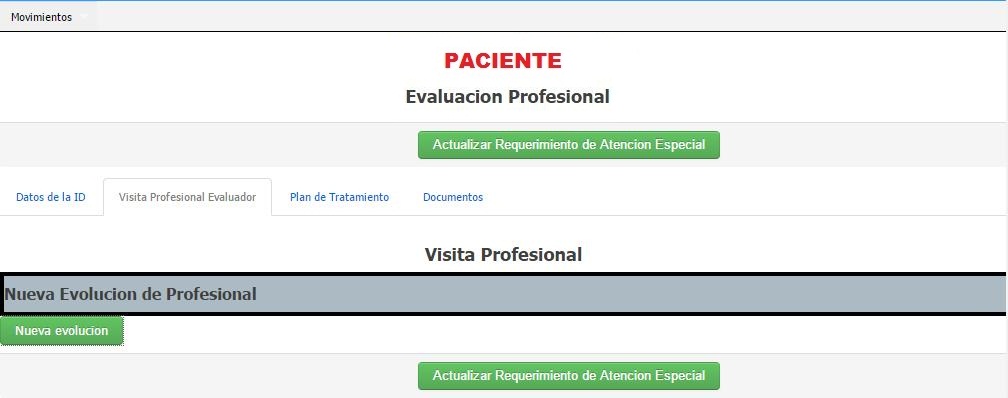 Movimientos
PACIENTE
Evaluacion Profesional
Actualizar Requerimiento de Atencion Especial
Datos de la ID Visita Profesional Evaluador Plan de Tratamiento Documentos
Visita Profesional
Nueva Evolucion de Profesional
Nueva evolucion
Actualizar Requerimiento de Atencion Especial